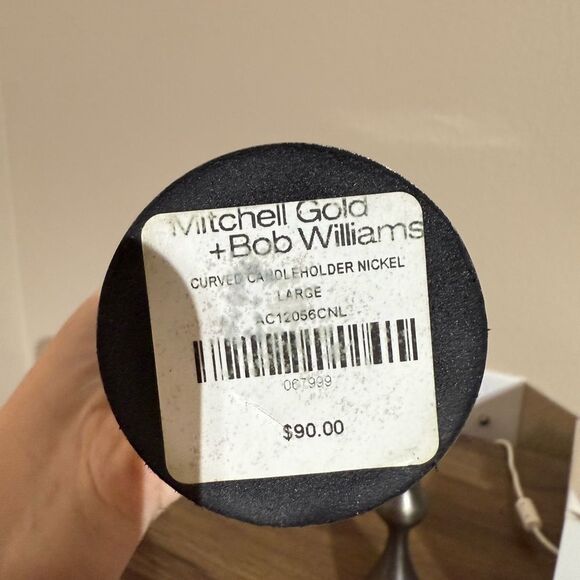 Mitchell Gold
+Bob Williams
CURVED CANDLEHOLDER NICKEL
LARGE
AC12056CNL
067999
$90.00